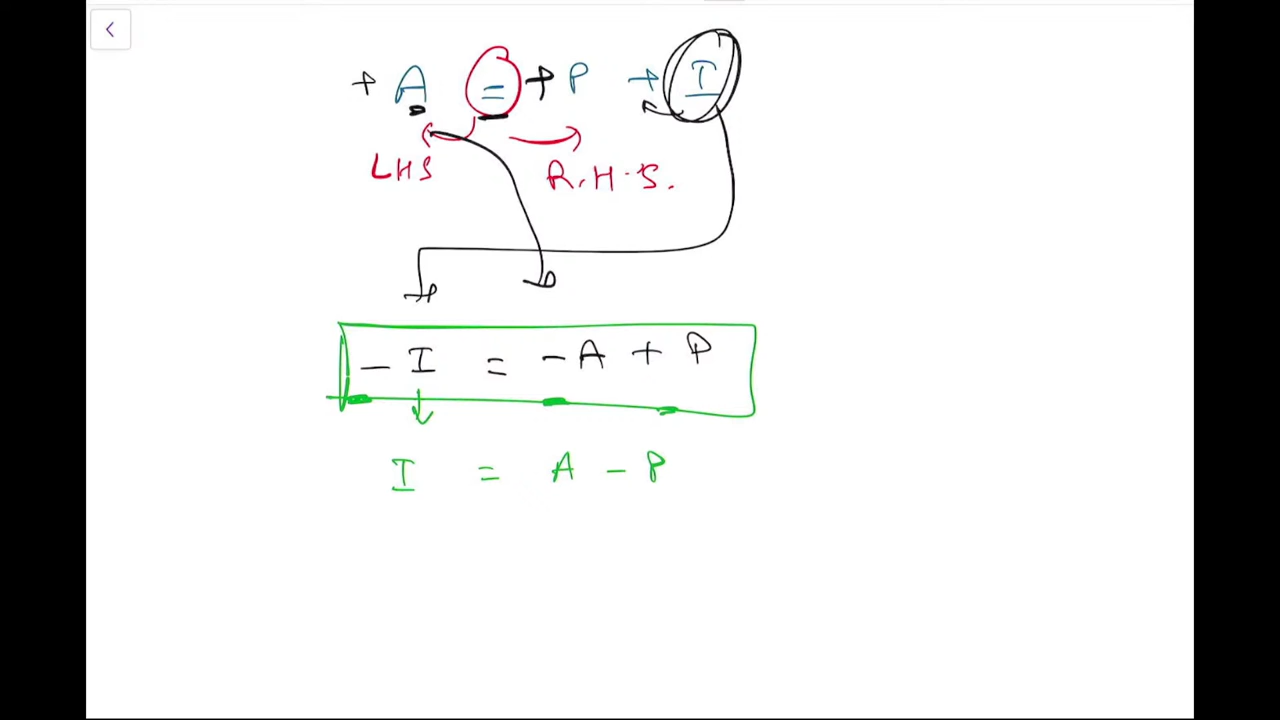 + A = + P + I
LHS R.H.S.
- I = - A + P
I = A - P